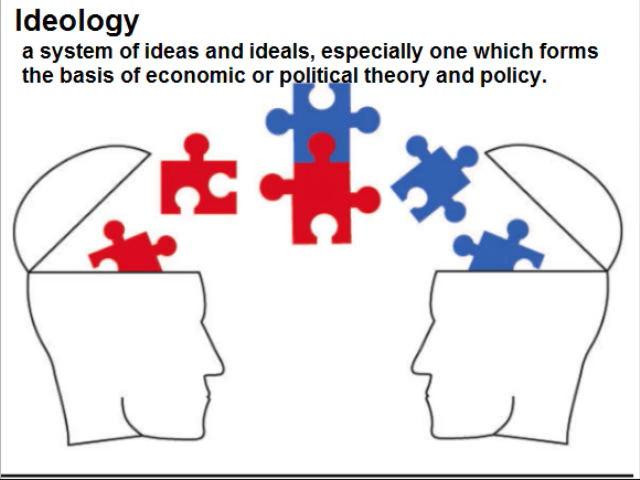 Ideology
a system of ideas and ideals, especially one which forms
the basis of economic or political theory and policy.